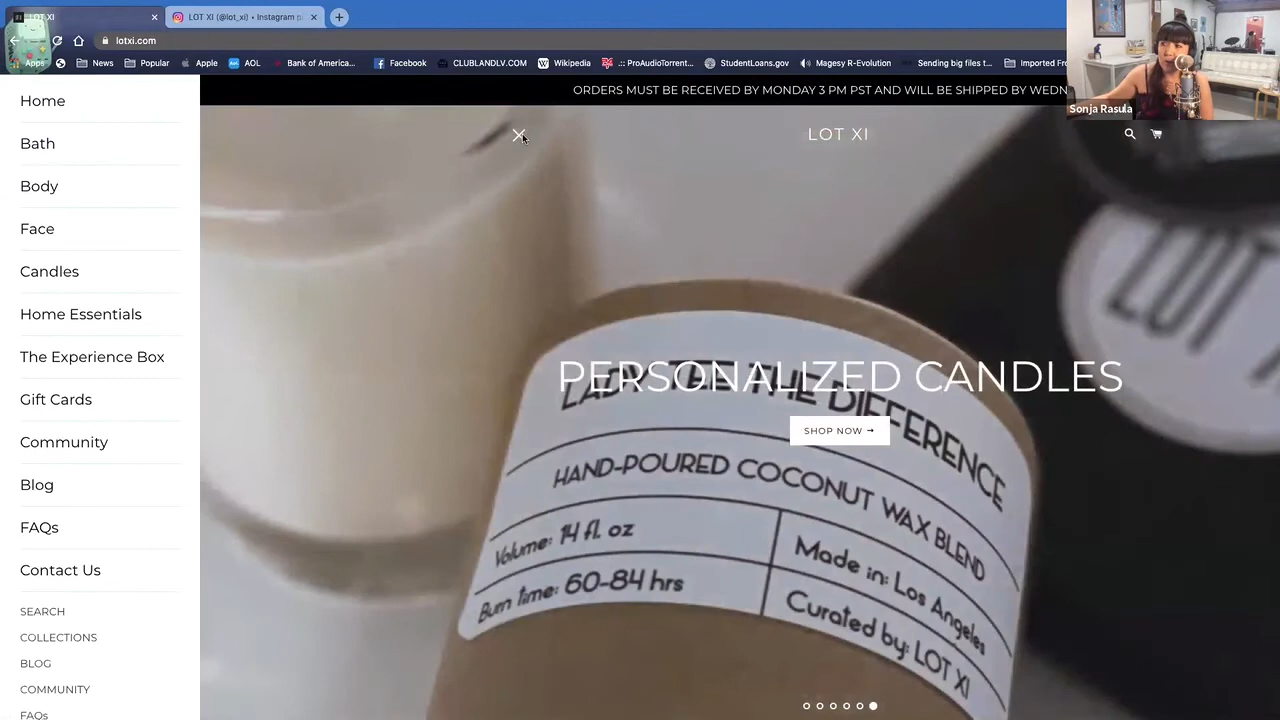 LOT XI
LOT XI (@lot_xi) • Instagram p
lotxi.com
Apps
News
Popular
Apple
AOL
Bank of America...
Facebook
CLUBLANDLV.COM
Wikipedia
.:: ProAudioTorrent...
StudentLoans.gov
Magesy R-Evolution
Sending big files t...
Imported Fro
Sonja Rasula
ORDERS MUST BE RECEIVED BY MONDAY 3 PM PST AND WILL BE SHIPPED BY WEDN
Home
Bath
Body
Face
Candles
Home Essentials
The Experience Box
Gift Cards
Community
Blog
FAQs
Contact Us
SEARCH
COLLECTIONS
BLOG
COMMUNITY
FAQs
LOT XI
PERSONALIZED CANDLES
SHOP NOW →
THE DIFFERENCE
HAND-POURED COCONUT WAX BLEND
Volume: 14 fl. oz
Burn time: 60-84 hrs
Made in: Los Angeles
Curated by: LOT XI
LOT